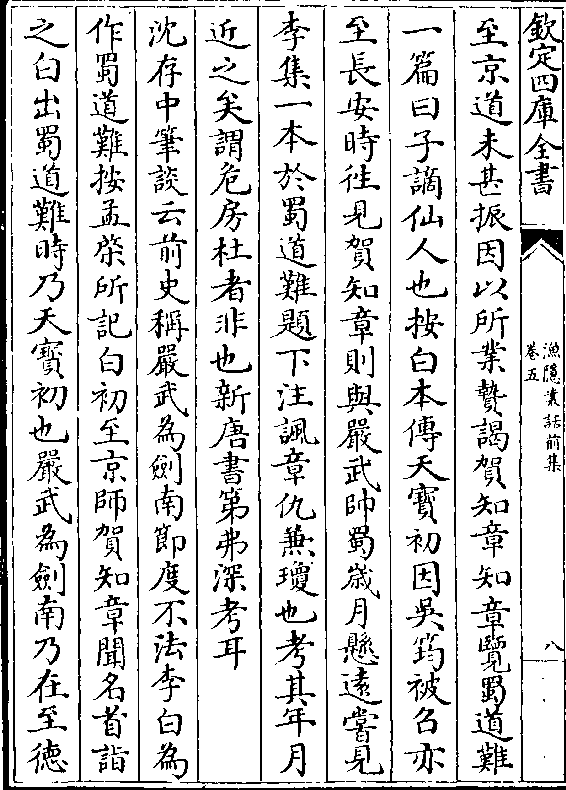 欽定四庫全書
漁隱叢話前集
卷五
八
至京道未甚振因以所業贄謁賀知章知章覽蜀道難
一篇曰子謫仙人也按白本傳天寶初因吳筠被召亦
至長安時往見賀知章則與嚴武帥蜀嵗月懸遠嘗見
李集一本於蜀道難題下注諷章仇兼瓊也考其年月
近之矣謂危房杜者非也新唐書第弗深考耳
沈存中筆談云前史稱嚴武為劍南節度不法李白為
作蜀道難按孟棨所記白初至京師賀知章聞名首詣
之白出蜀道難時乃天寳初也嚴武為劍南乃在至徳